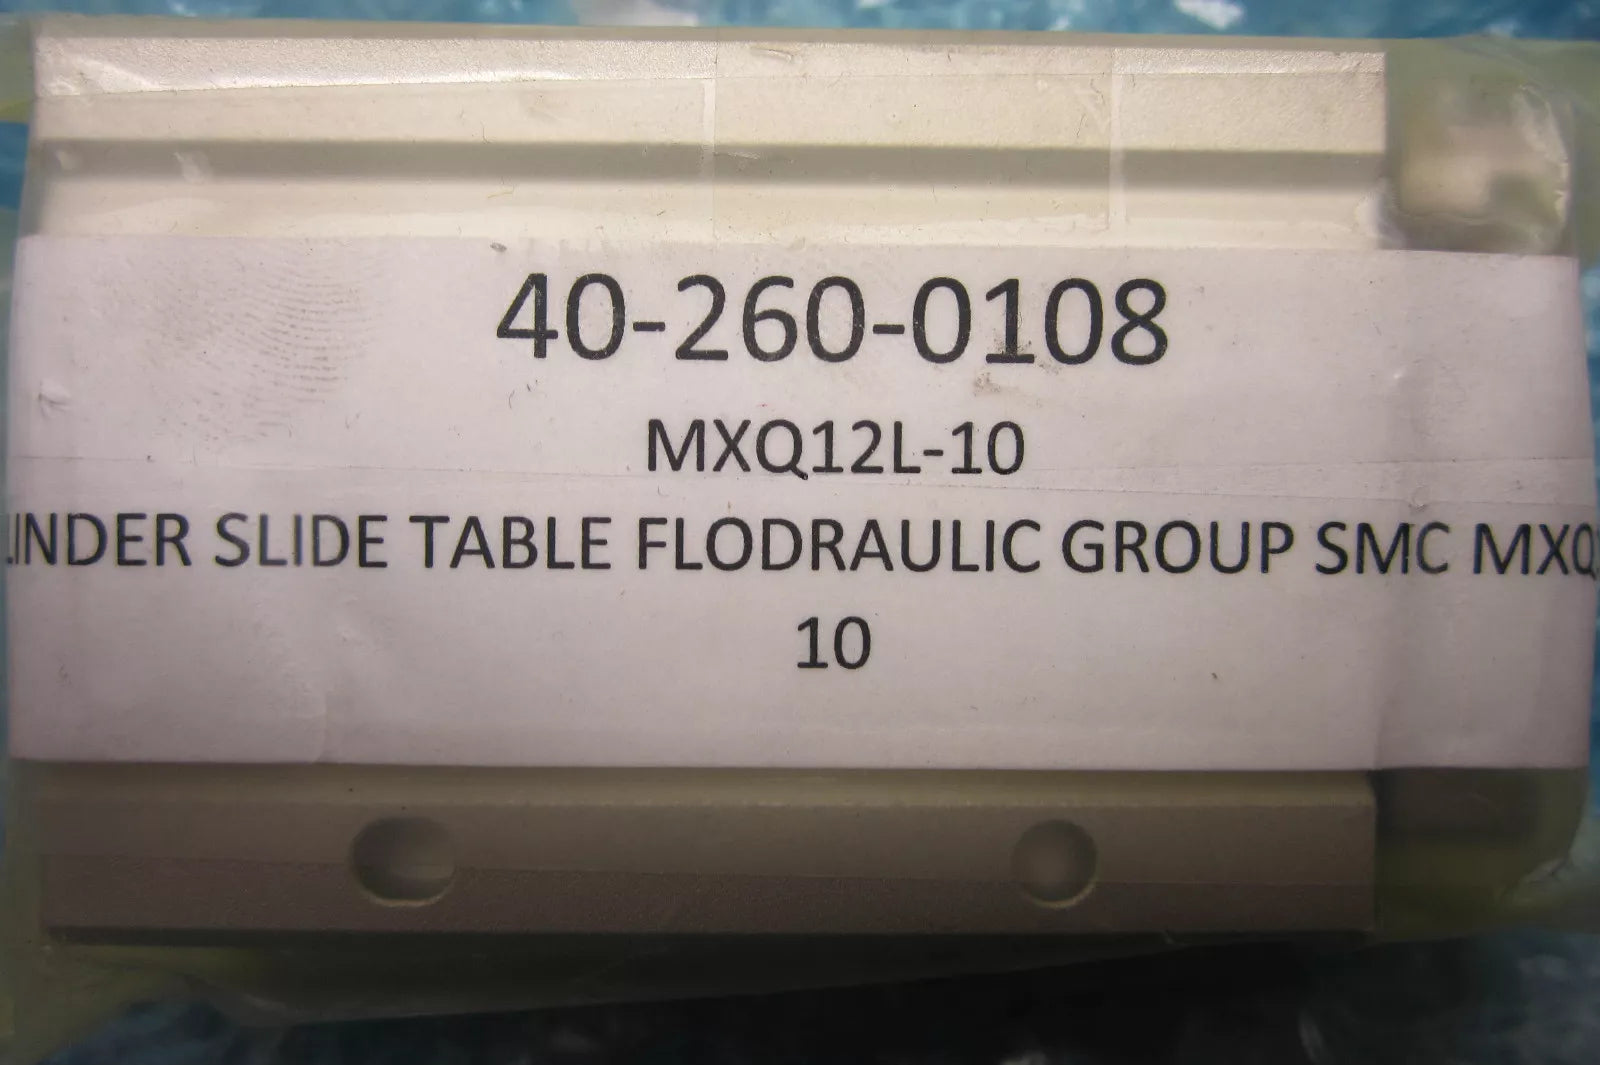 40-260-0108
MXQ12L-10
LINDER SLIDE TABLE FLODRAULIC GROUP SMC MXQ
10